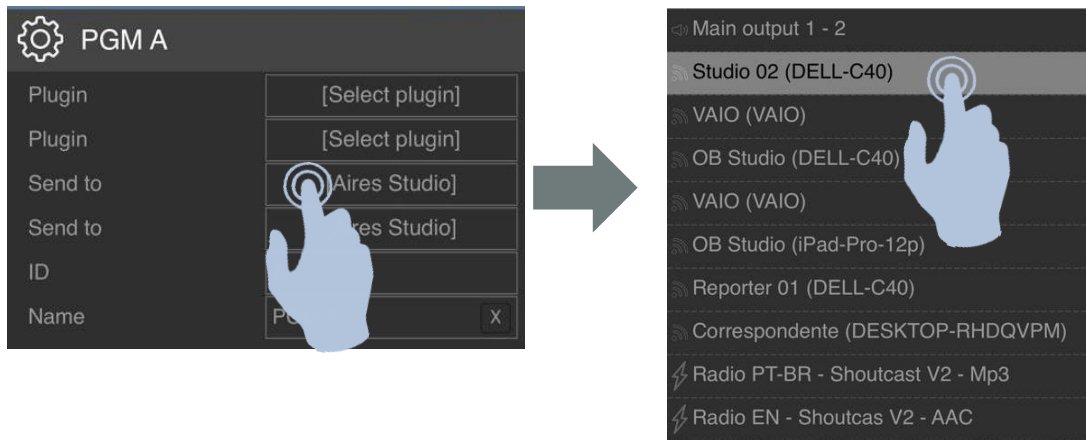 PGM A
Plugin [Select plugin]
Plugin [Select plugin]
Send to Aires Studio]
Send to Studio]
ID
Name X
Main output 1 - 2
Studio 02 (DELL-C40)
VAIO (VAIO)
OB Studio (DELL-C40)
VAIO (VAIO)
OB Studio (iPad-Pro-12p)
Reporter 01 (DELL-C40)
Correspondente (DESKTOP-RHDQVPM)
Radio PT-BR - Shoutcast V2 - Mp3
Radio EN - Shoutcas V2 - AAC